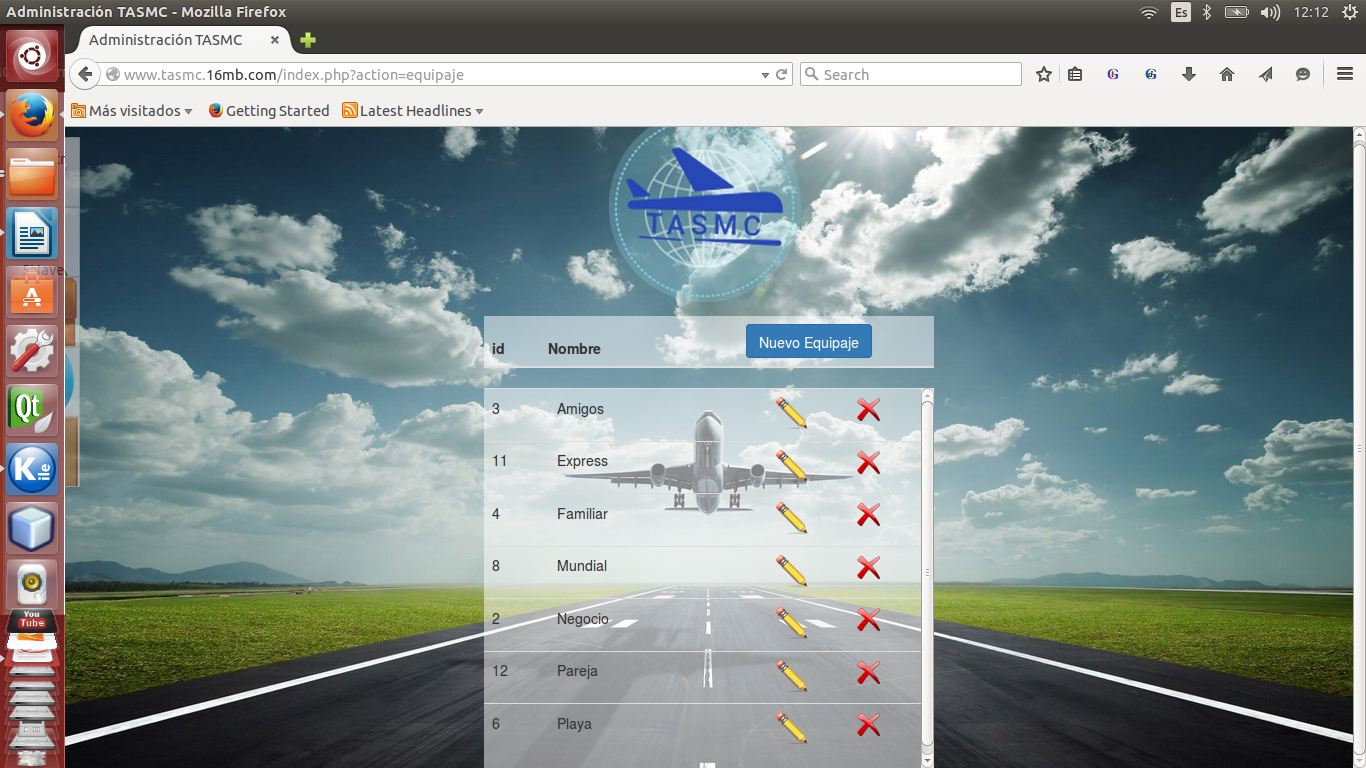 Administración TASMC - Mozilla Firefox
Es
12:12
Administración TASMC
www.tasmc.16mb.com/index.php?action=equipaje
Search
Más visitados
Getting Started
Latest Headlines
TASMC
id Nombre Nuevo Equipaje
3 Amigos
11 Express
4 Familiar
8 Mundial
2 Negocio
12 Pareja
6 Playa
Qt
Kile
You
Tube